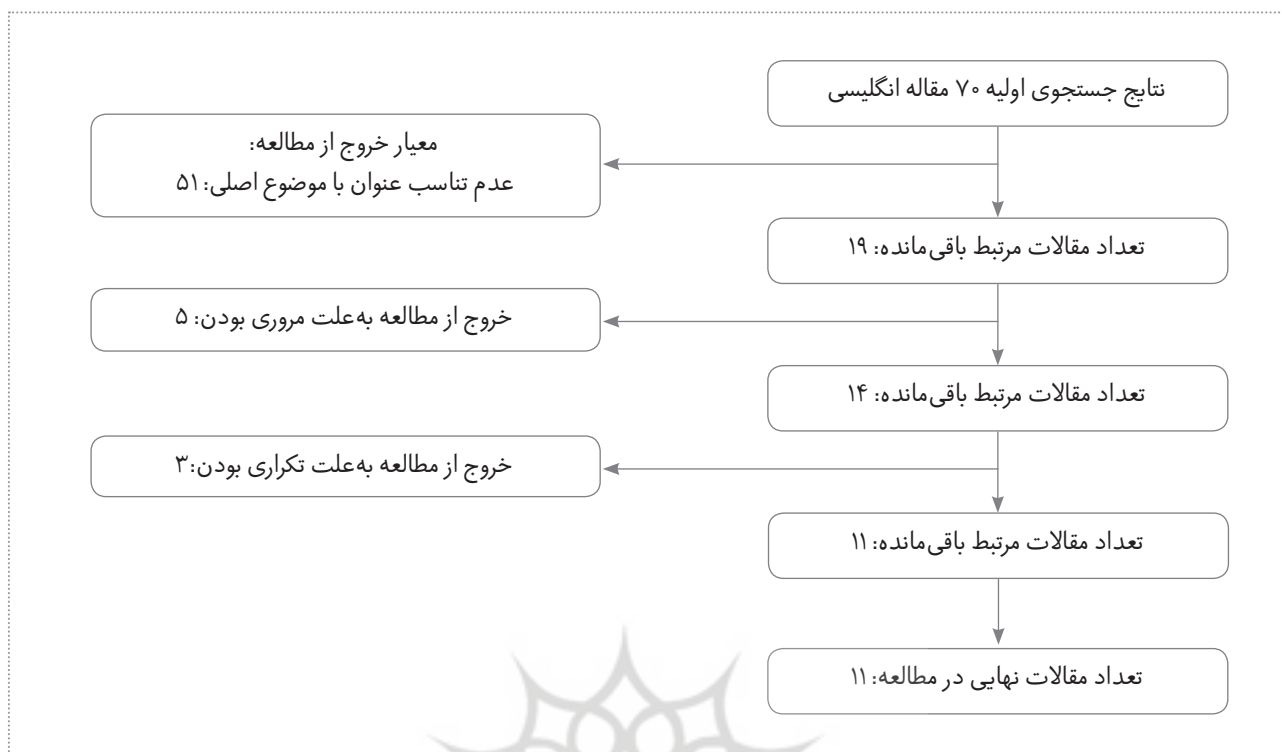 نتایج جستجوی اولیه ۷۰ مقاله انگلیسی
معیار خروج از مطالعه:
عدم تناسب عنوان با موضوع اصلی: ۵۱
تعداد مقالات مرتبط باقی‌مانده: ۱۹
خروج از مطالعه به‌علت مروری بودن: ۵
تعداد مقالات مرتبط باقی‌مانده: ۱۴
خروج از مطالعه به‌علت تکراری بودن:۳
تعداد مقالات مرتبط باقی‌مانده: ۱۱
تعداد مقالات نهایی در مطالعه: ۱۱